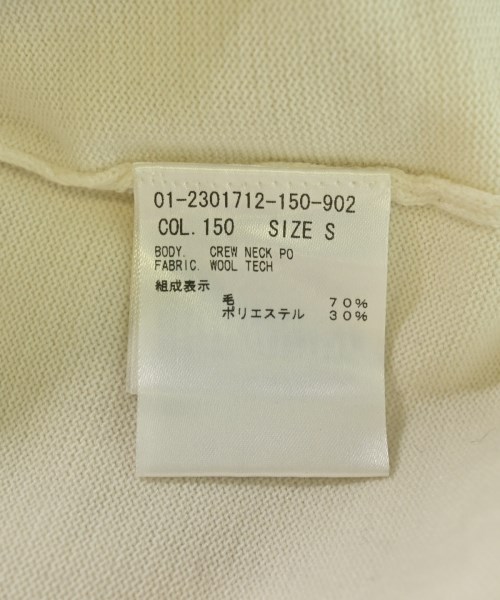 01-2301712-150-902
COL. 150 SIZE S
BODY. CREW NECK PO
FABRIC. WOOL TECH
組成表示
毛 70%
ポリエステル 30%